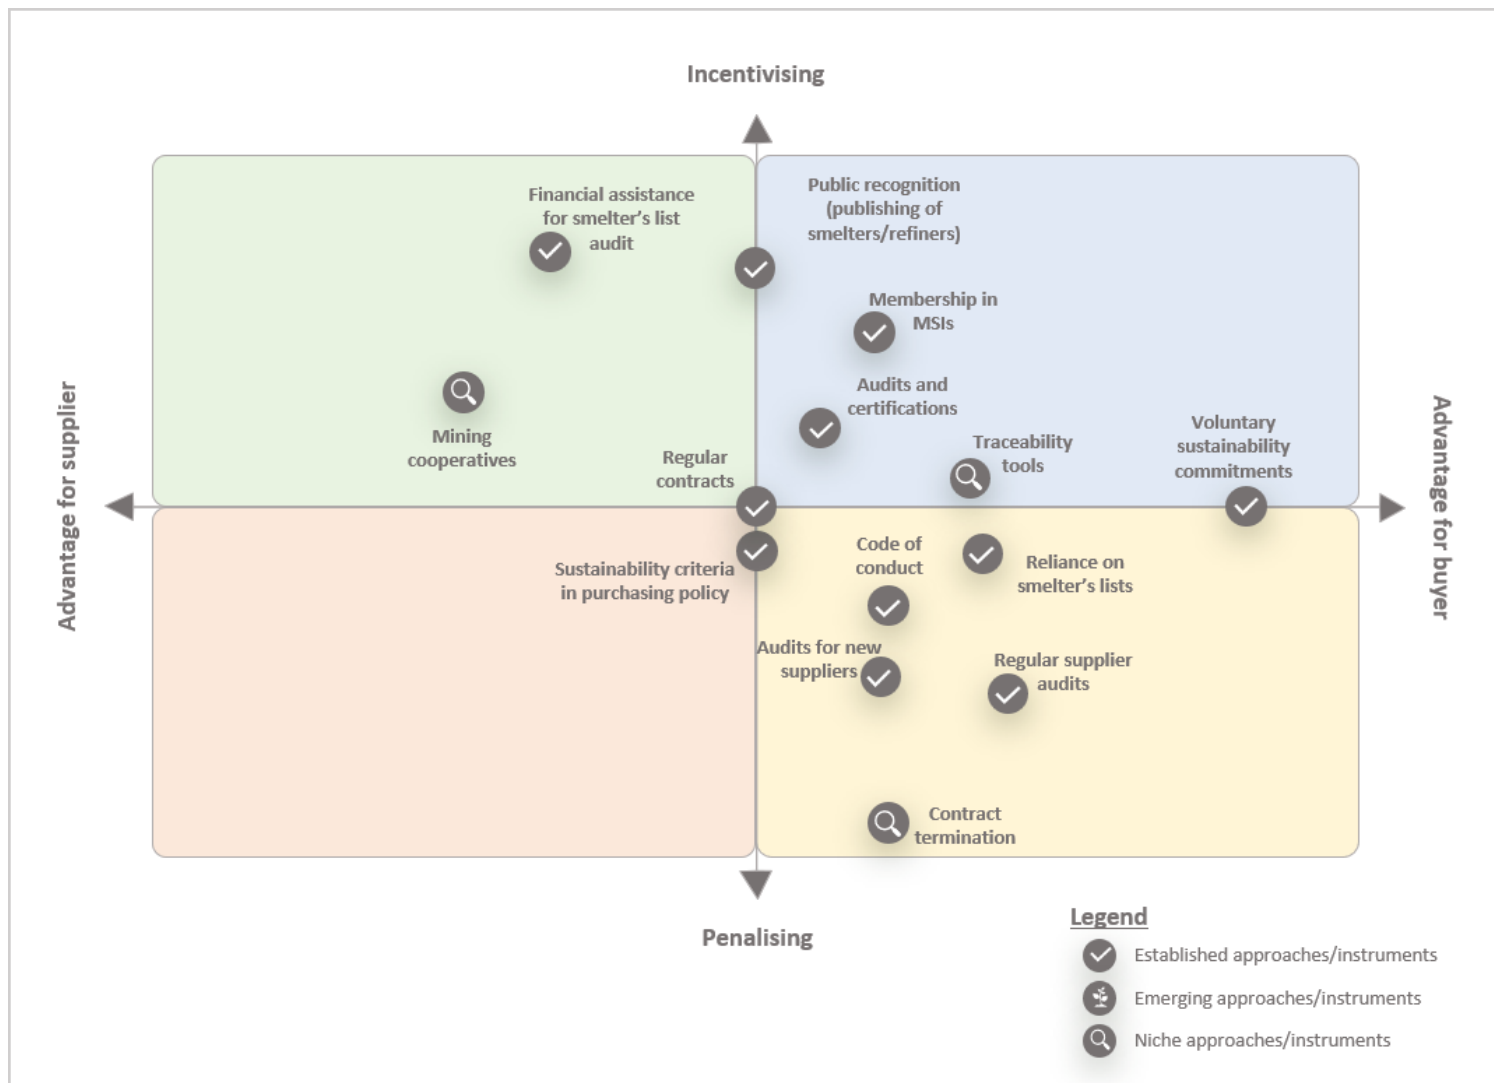 Incentivising
Financial assistance
for smelter’s list
audit
Public recognition
(publishing of
smelters/refiners)
Membership in
MSIs
Audits and
certifications
Mining
cooperatives
Regular
contracts
Traceability
tools
Voluntary
sustainability
commitments
Advantage for supplier
Advantage for buyer
Sustainability criteria
in purchasing policy
Code of
conduct
Reliance on
smelter’s lists
Audits for new
suppliers
Regular supplier
audits
Contract
termination
Penalising
Legend
Established approaches/instruments
Emerging approaches/instruments
Niche approaches/instruments